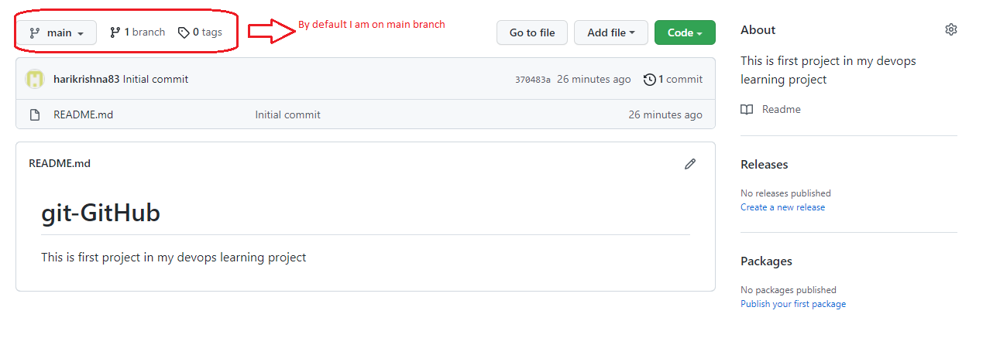 main 1 branch 0 tags
By default I am on main branch
Go to file Add file Code
harikrishna83 Initial commit 370483a 26 minutes ago 1 commit
README.md Initial commit 26 minutes ago
README.md
git-GitHub
This is first project in my devops learning project
About
This is first project in my devops
learning project
Readme
Releases
No releases published
Create a new release
Packages
No packages published
Publish your first package